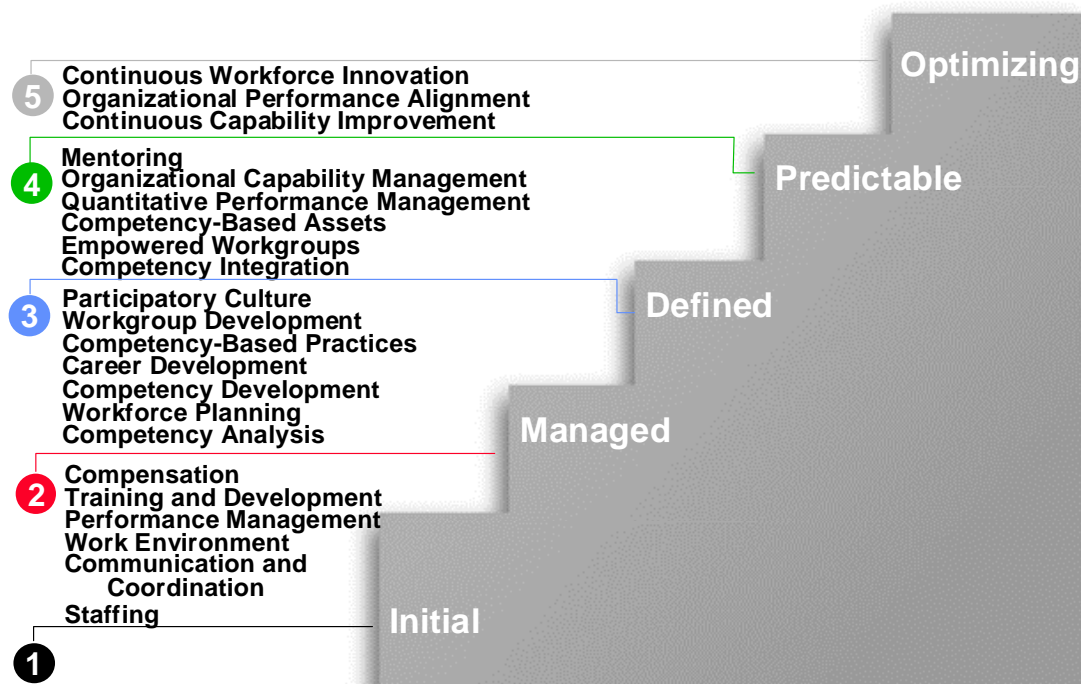 Optimizing
5
Continuous Workforce Innovation
Organizational Performance Alignment
Continuous Capability Improvement
Predictable
4
Mentoring
Organizational Capability Management
Quantitative Performance Management
Competency-Based Assets
Empowered Workgroups
Competency Integration
Defined
3
Participatory Culture
Workgroup Development
Competency-Based Practices
Career Development
Competency Development
Workforce Planning
Competency Analysis
Managed
2
Compensation
Training and Development
Performance Management
Work Environment
Communication and
Coordination
Staffing
Initial
1